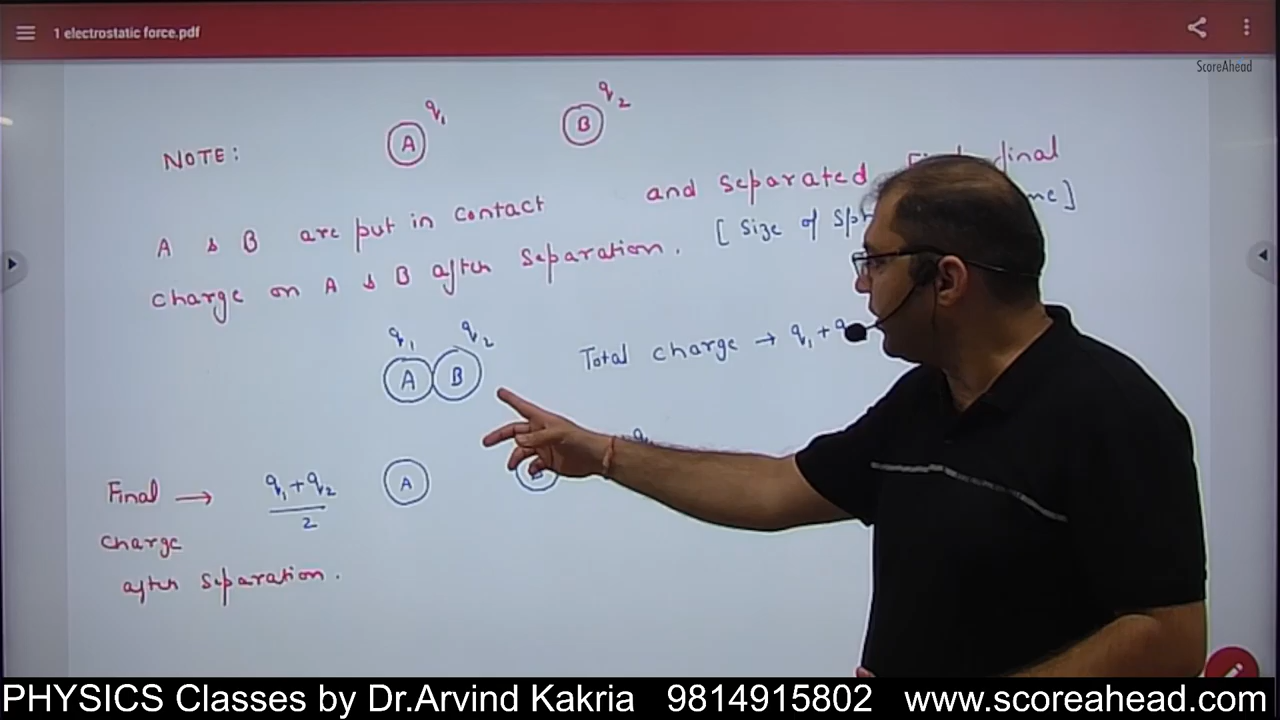 1 electrostatic force.pdf
ScoreAhead
q₁ q₂
NOTE: A B
A & B are put in contact and separated final
charge on A & B after separation. [ Size of
q₁ q₂
A B Total charge → q₁ +
Final → q₁ + q₂ / 2 A
charge
after separation.
PHYSICS Classes by Dr.Arvind Kakria 9814915802 www.scoreahead.com